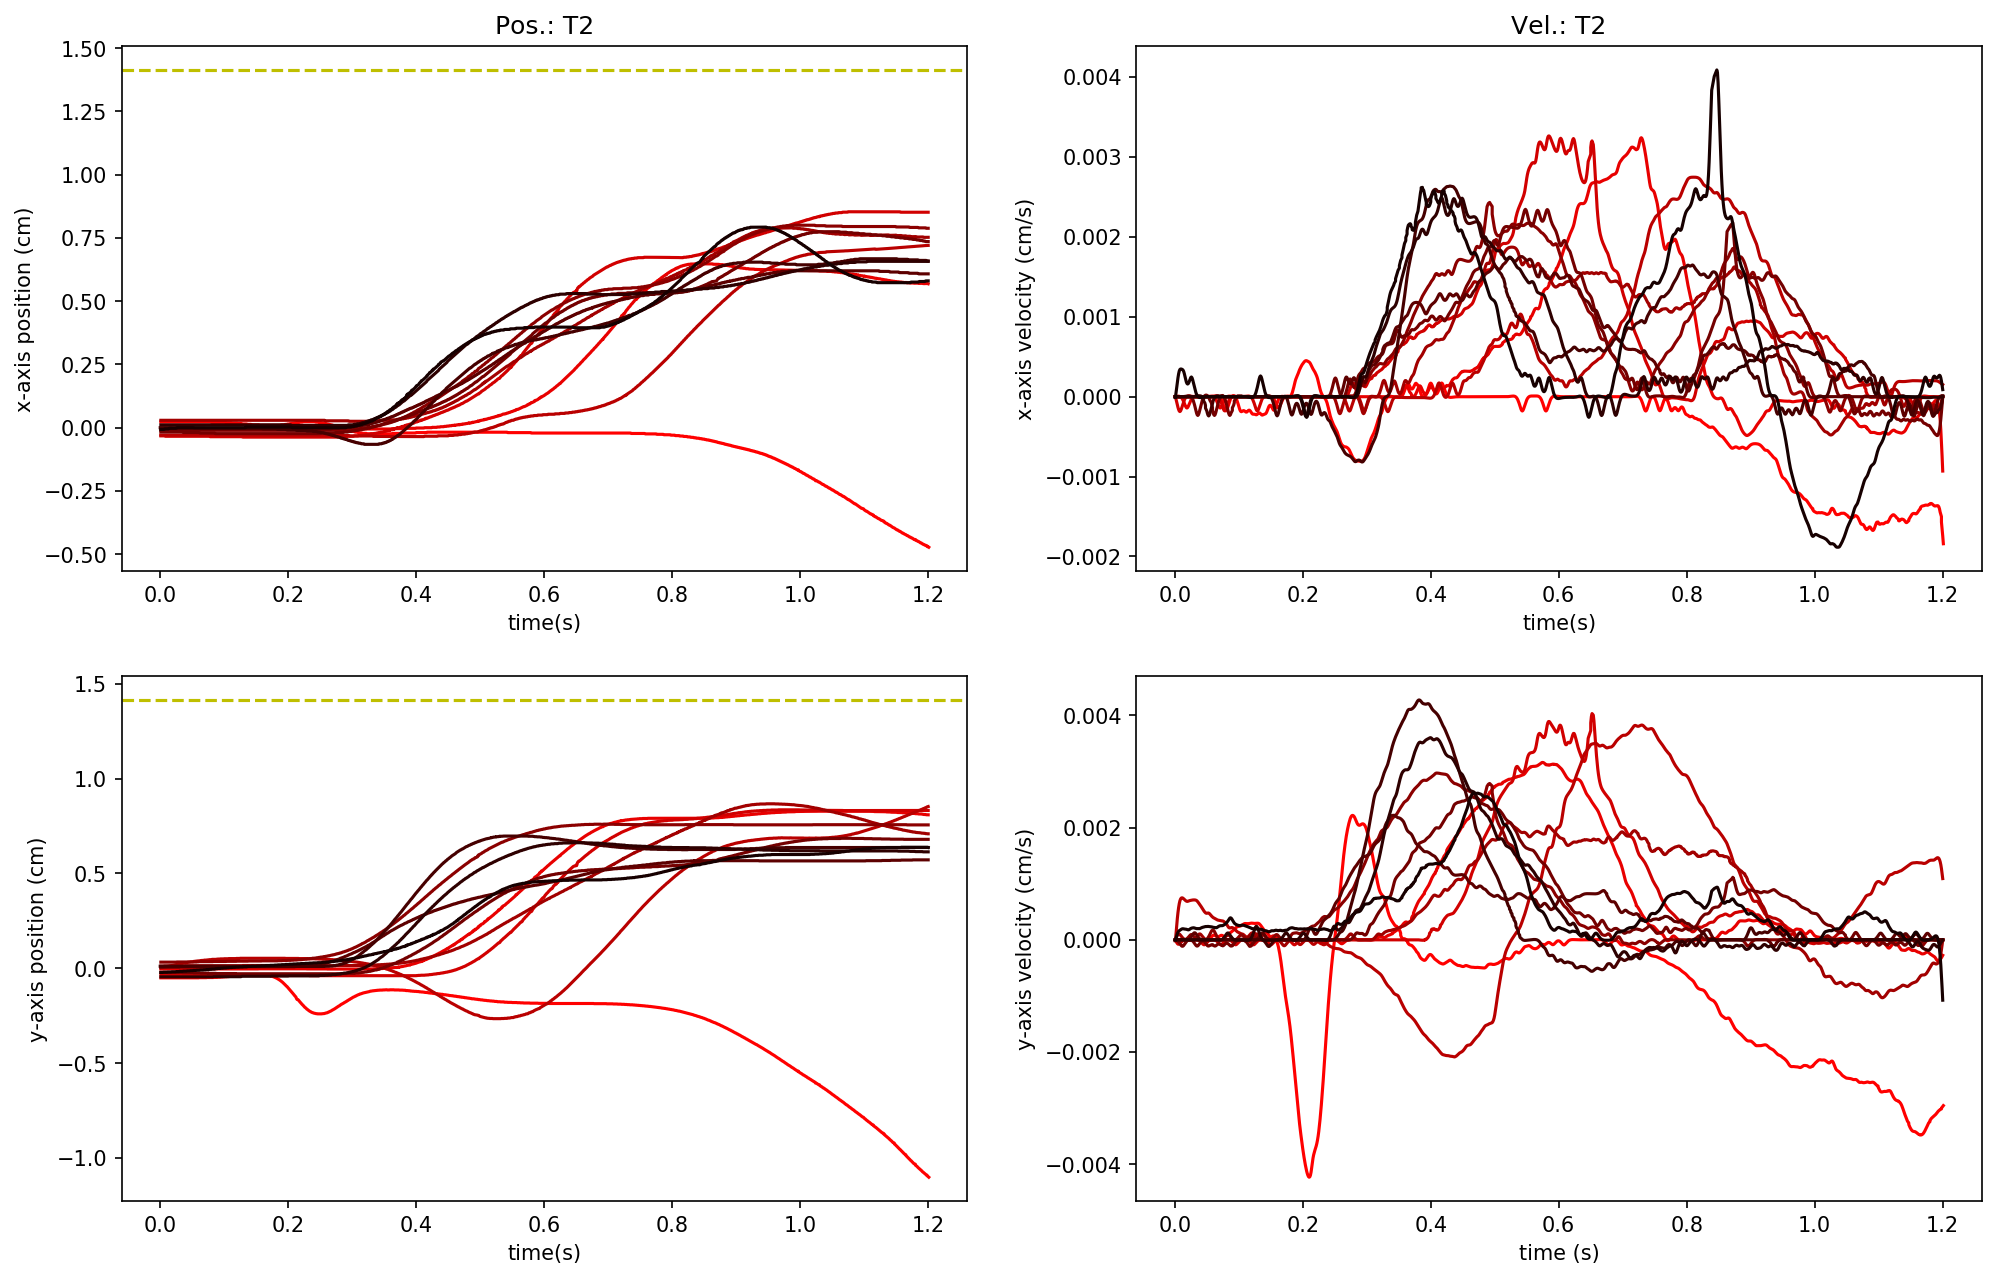 Pos.: T2
1.50
1.25
1.00
0.75
0.50
0.25
0.00
−0.25
−0.50
x-axis position (cm)
0.0 0.2 0.4 0.6 0.8 1.0 1.2
time(s)
Vel.: T2
0.004
0.003
0.002
0.001
0.000
−0.001
−0.002
x-axis velocity (cm/s)
0.0 0.2 0.4 0.6 0.8 1.0 1.2
time(s)
1.5
1.0
0.5
0.0
−0.5
−1.0
y-axis position (cm)
0.0 0.2 0.4 0.6 0.8 1.0 1.2
time(s)
0.004
0.002
0.000
−0.002
−0.004
y-axis velocity (cm/s)
0.0 0.2 0.4 0.6 0.8 1.0 1.2
time (s)